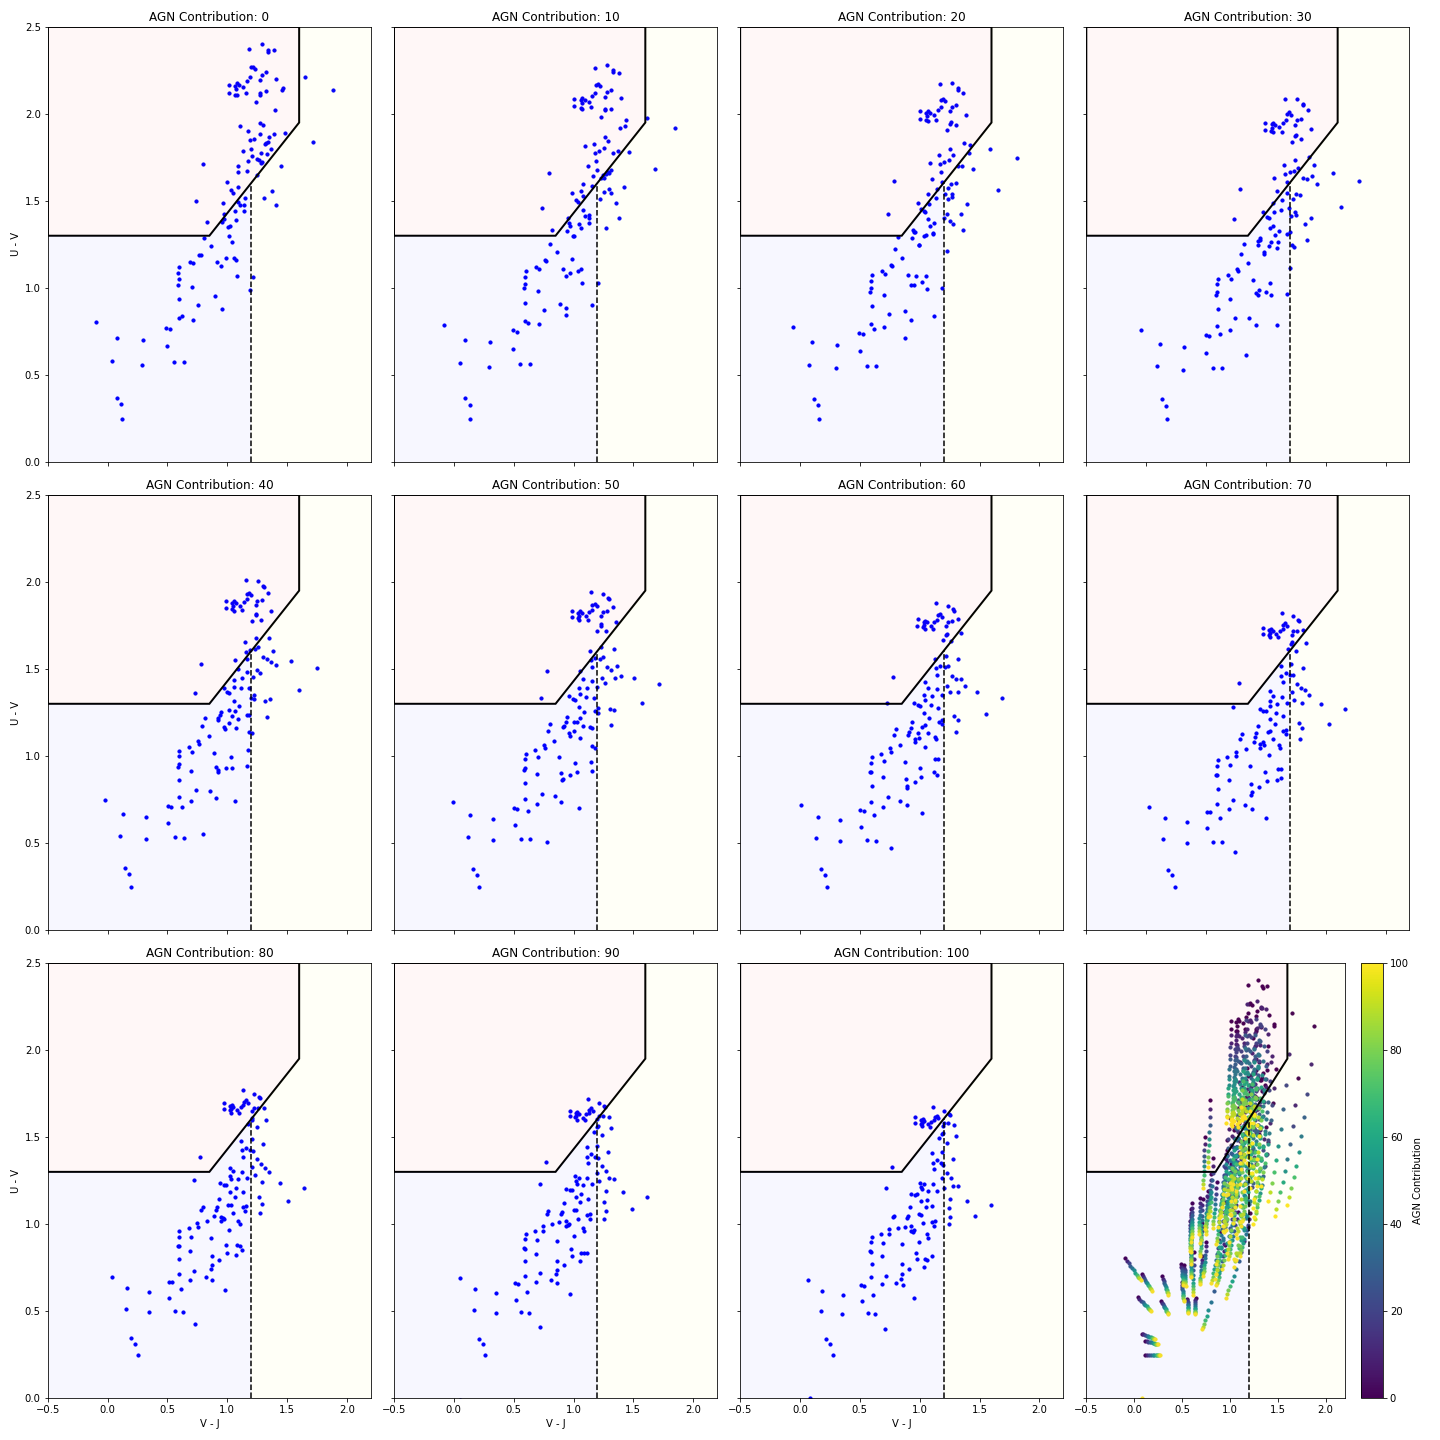 AGN Contribution: 0
AGN Contribution: 10
AGN Contribution: 20
AGN Contribution: 30
2.5
2.0
1.5
1.0
0.5
0.0
U - V
AGN Contribution: 40
AGN Contribution: 50
AGN Contribution: 60
AGN Contribution: 70
2.5
2.0
1.5
1.0
0.5
0.0
U - V
AGN Contribution: 80
AGN Contribution: 90
AGN Contribution: 100
2.5
2.0
1.5
1.0
0.5
0.0
U - V
−0.5 0.0 0.5 1.0 1.5 2.0
V - J
−0.5 0.0 0.5 1.0 1.5 2.0
V - J
−0.5 0.0 0.5 1.0 1.5 2.0
−0.5 0.0 0.5 1.0 1.5 2.0
100
80
60
40
20
0
AGN Contribution